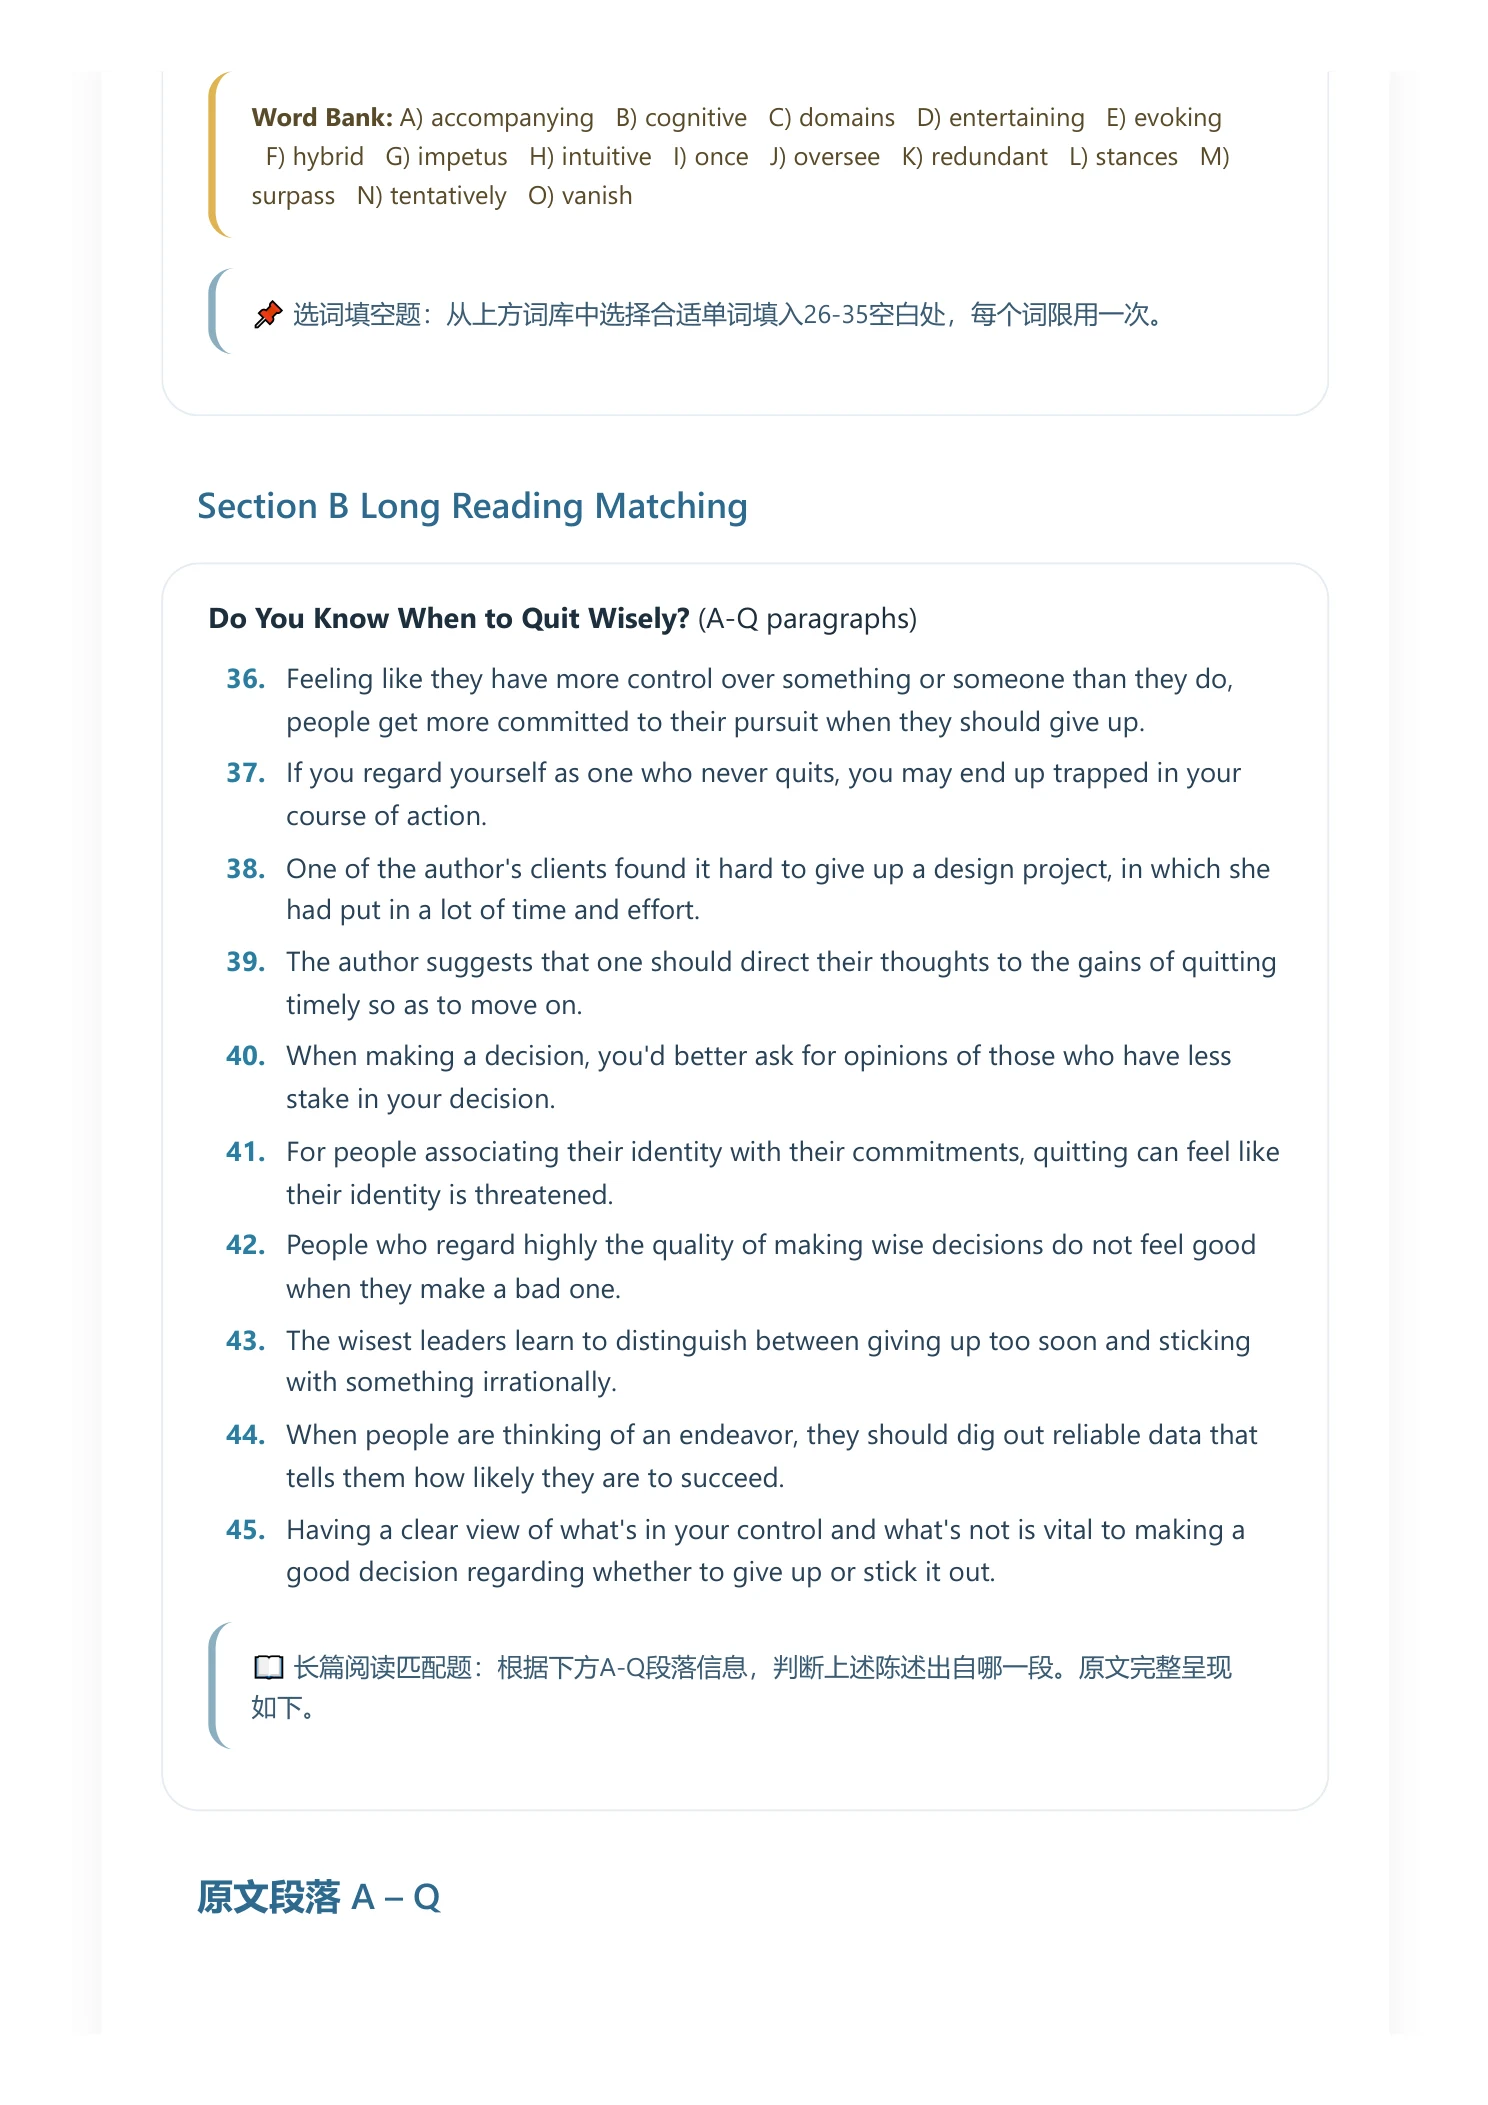 Word Bank: A) accompanying B) cognitive C) domains D) entertaining E) evoking
F) hybrid G) impetus H) intuitive I) once J) oversee K) redundant L) stances M)
surpass N) tentatively O) vanish
📌 选词填空题：从上方词库中选择合适单词填入26-35空白处，每个词限用一次。
Section B Long Reading Matching
Do You Know When to Quit Wisely? (A-Q paragraphs)
36. Feeling like they have more control over something or someone than they do,
people get more committed to their pursuit when they should give up.
37. If you regard yourself as one who never quits, you may end up trapped in your
course of action.
38. One of the author's clients found it hard to give up a design project, in which she
had put in a lot of time and effort.
39. The author suggests that one should direct their thoughts to the gains of quitting
timely so as to move on.
40. When making a decision, you'd better ask for opinions of those who have less
stake in your decision.
41. For people associating their identity with their commitments, quitting can feel like
their identity is threatened.
42. People who regard highly the quality of making wise decisions do not feel good
when they make a bad one.
43. The wisest leaders learn to distinguish between giving up too soon and sticking
with something irrationally.
44. When people are thinking of an endeavor, they should dig out reliable data that
tells them how likely they are to succeed.
45. Having a clear view of what's in your control and what's not is vital to making a
good decision regarding whether to give up or stick it out.
📖 长篇阅读匹配题：根据下方A-Q段落信息，判断上述陈述出自哪一段。原文完整呈现
如下。
原文段落 A – Q